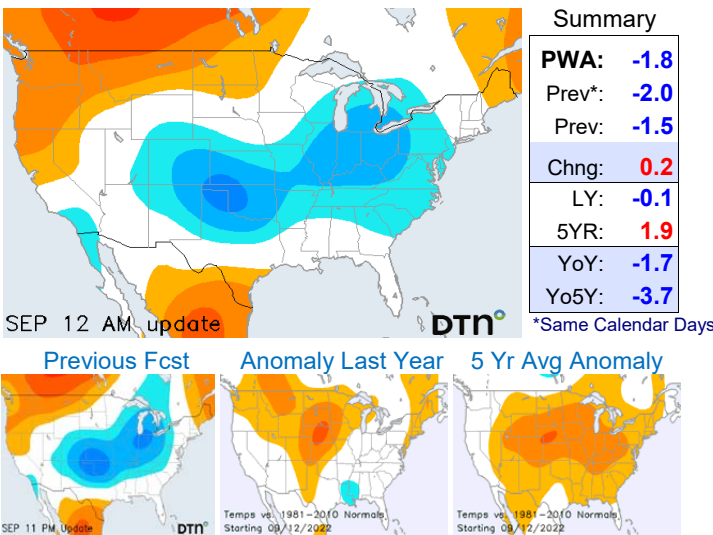 Summary
PWA: -1.8
Prev*: -2.0
Prev: -1.5
Chng: 0.2
LY: -0.1
5YR: 1.9
YoY: -1.7
Yo5Y: -3.7
*Same Calendar Days
SEP 12 AM update
DTN
Previous Fcst
Anomaly Last Year
5 Yr Avg Anomaly
SEP 11 PM Update
DTN
Temps vs. 1981-2010 Normals
Starting 09/12/2022
Temps vs. 1981-2010 Normals
Starting 09/12/2022